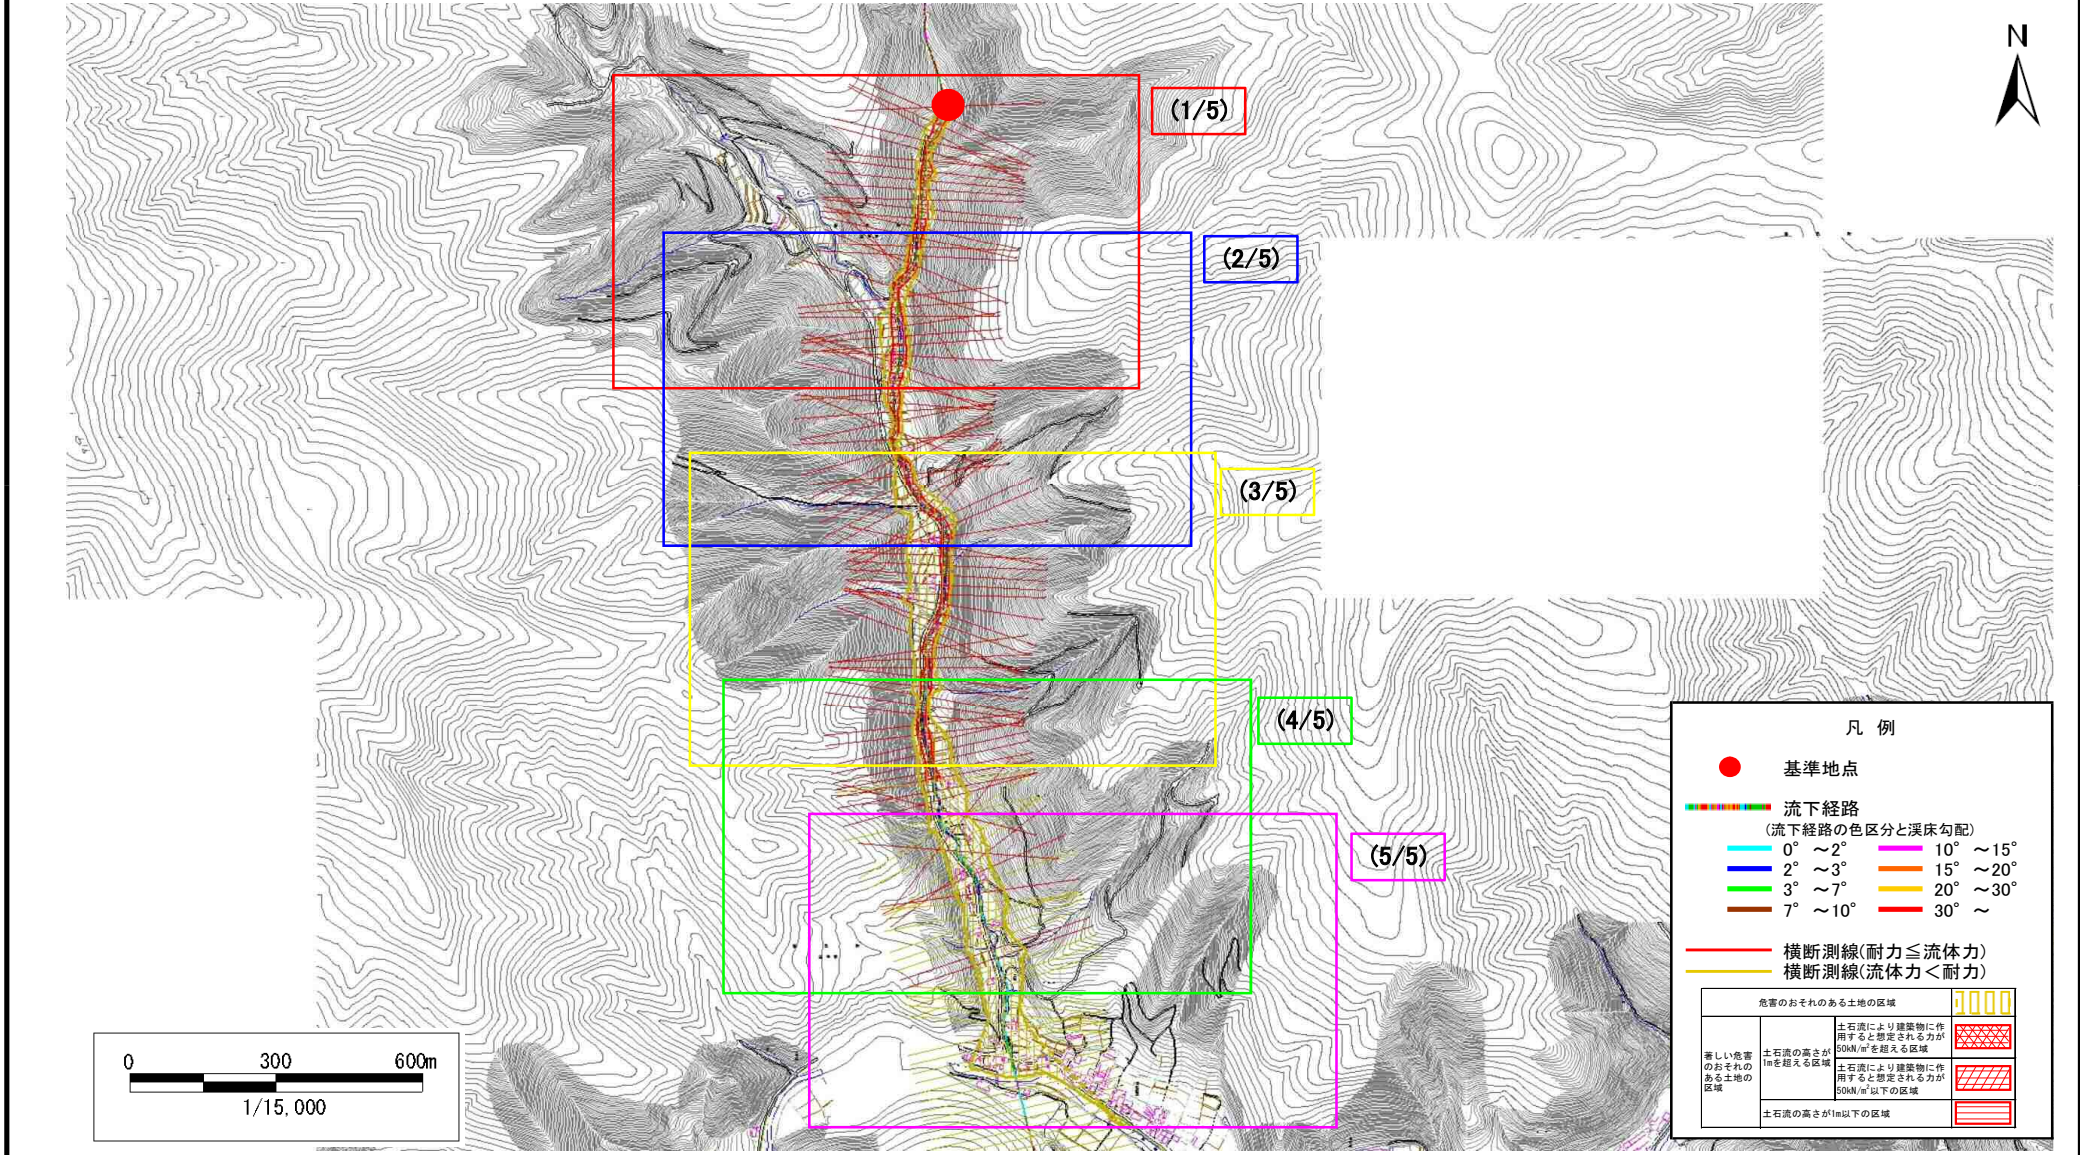 N
(1/5)
(2/5)
(3/5)
(4/5)
(5/5)
凡 例
基準地点
流下経路
(流下経路の色区分と渓床勾配)
0° ～2° 10° ～15°
2° ～3° 15° ～20°
3° ～7° 20° ～30°
7° ～10° 30° ～
横断測線(耐力≦流体力)
横断測線(流体力＜耐力)
危害のおそれのある土地の区域
著しい危害
のおそれの
ある土地の
区域
土石流の高さが
1mを超える区域
土石流により建築物に作
用すると想定される力が
50kN/m²を超える区域
土石流により建築物に作
用すると想定される力が
50kN/m²以下の区域
土石流の高さが1m以下の区域
0 300 600m
1/15,000